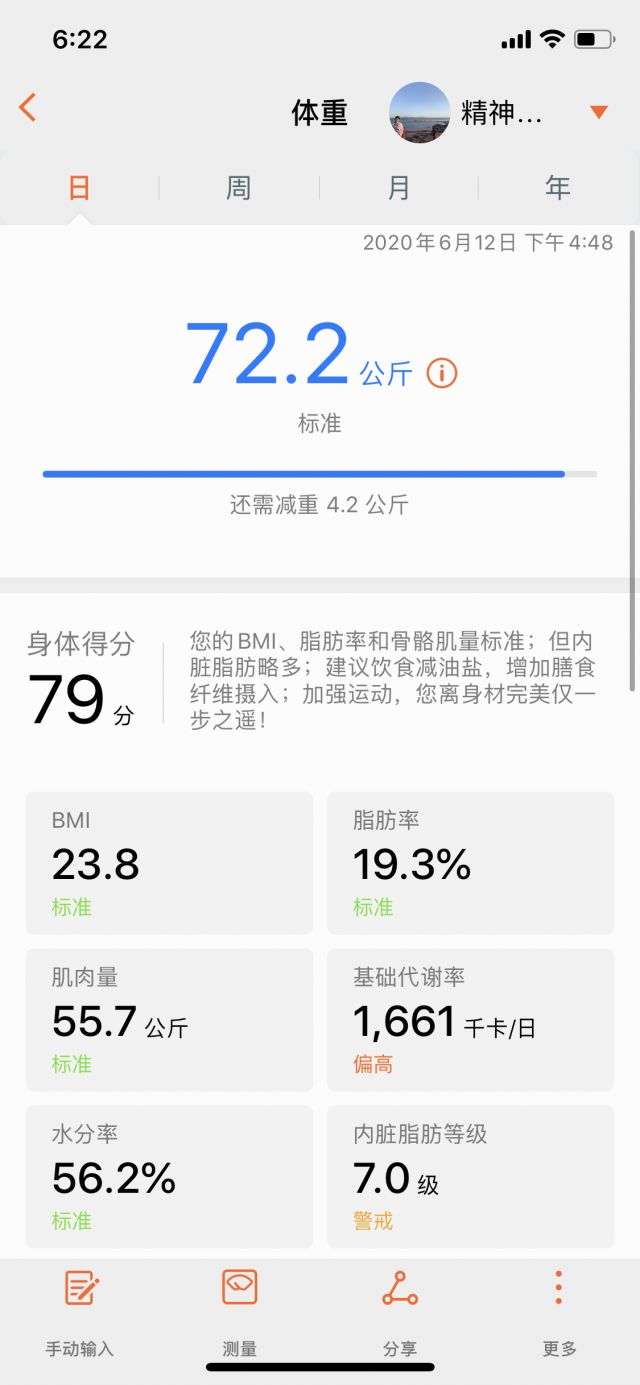 6:22
体重
精神...
日
周
月
年
2020年6月12日 下午4:48
72.2 公斤
标准
还需减重 4.2 公斤
身体得分
79 分
您的BMI、脂肪率和骨骼肌量标准；但内
脏脂肪略多；建议饮食减油盐，增加膳食
纤维摄入；加强运动，您离身材完美仅一
步之遥！
BMI
23.8
标准
脂肪率
19.3%
标准
肌肉量
55.7 公斤
标准
基础代谢率
1,661 千卡/日
偏高
水分率
56.2%
标准
内脏脂肪等级
7.0 级
警戒
手动输入
测量
分享
更多